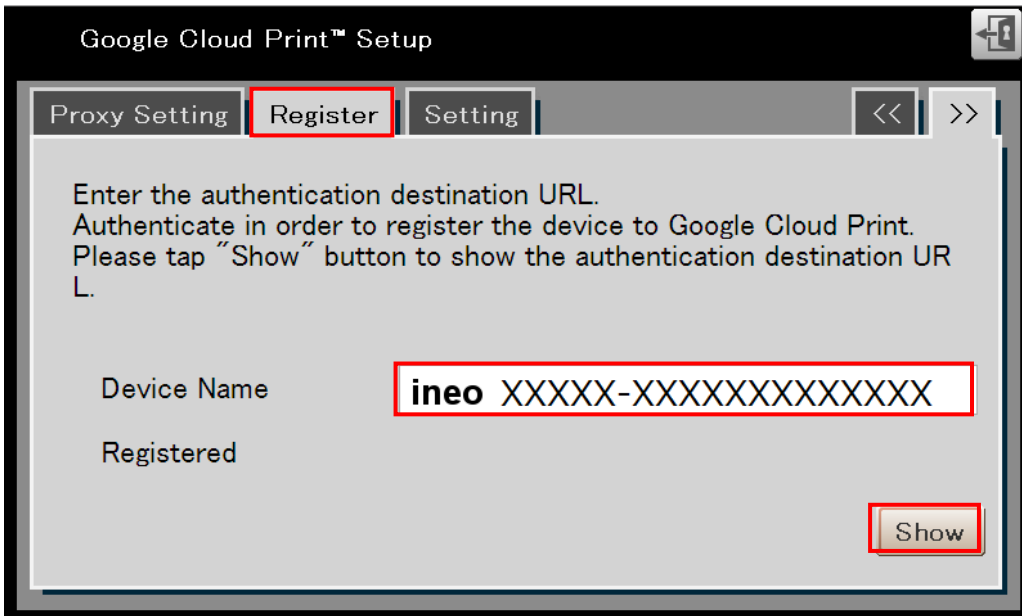 Google Cloud Print™ Setup
Proxy Setting Register Setting << >>
Enter the authentication destination URL.
Authenticate in order to register the device to Google Cloud Print.
Please tap ″Show″ button to show the authentication destination UR
L.
Device Name ineo XXXXX-XXXXXXXXXXXXX
Registered
Show